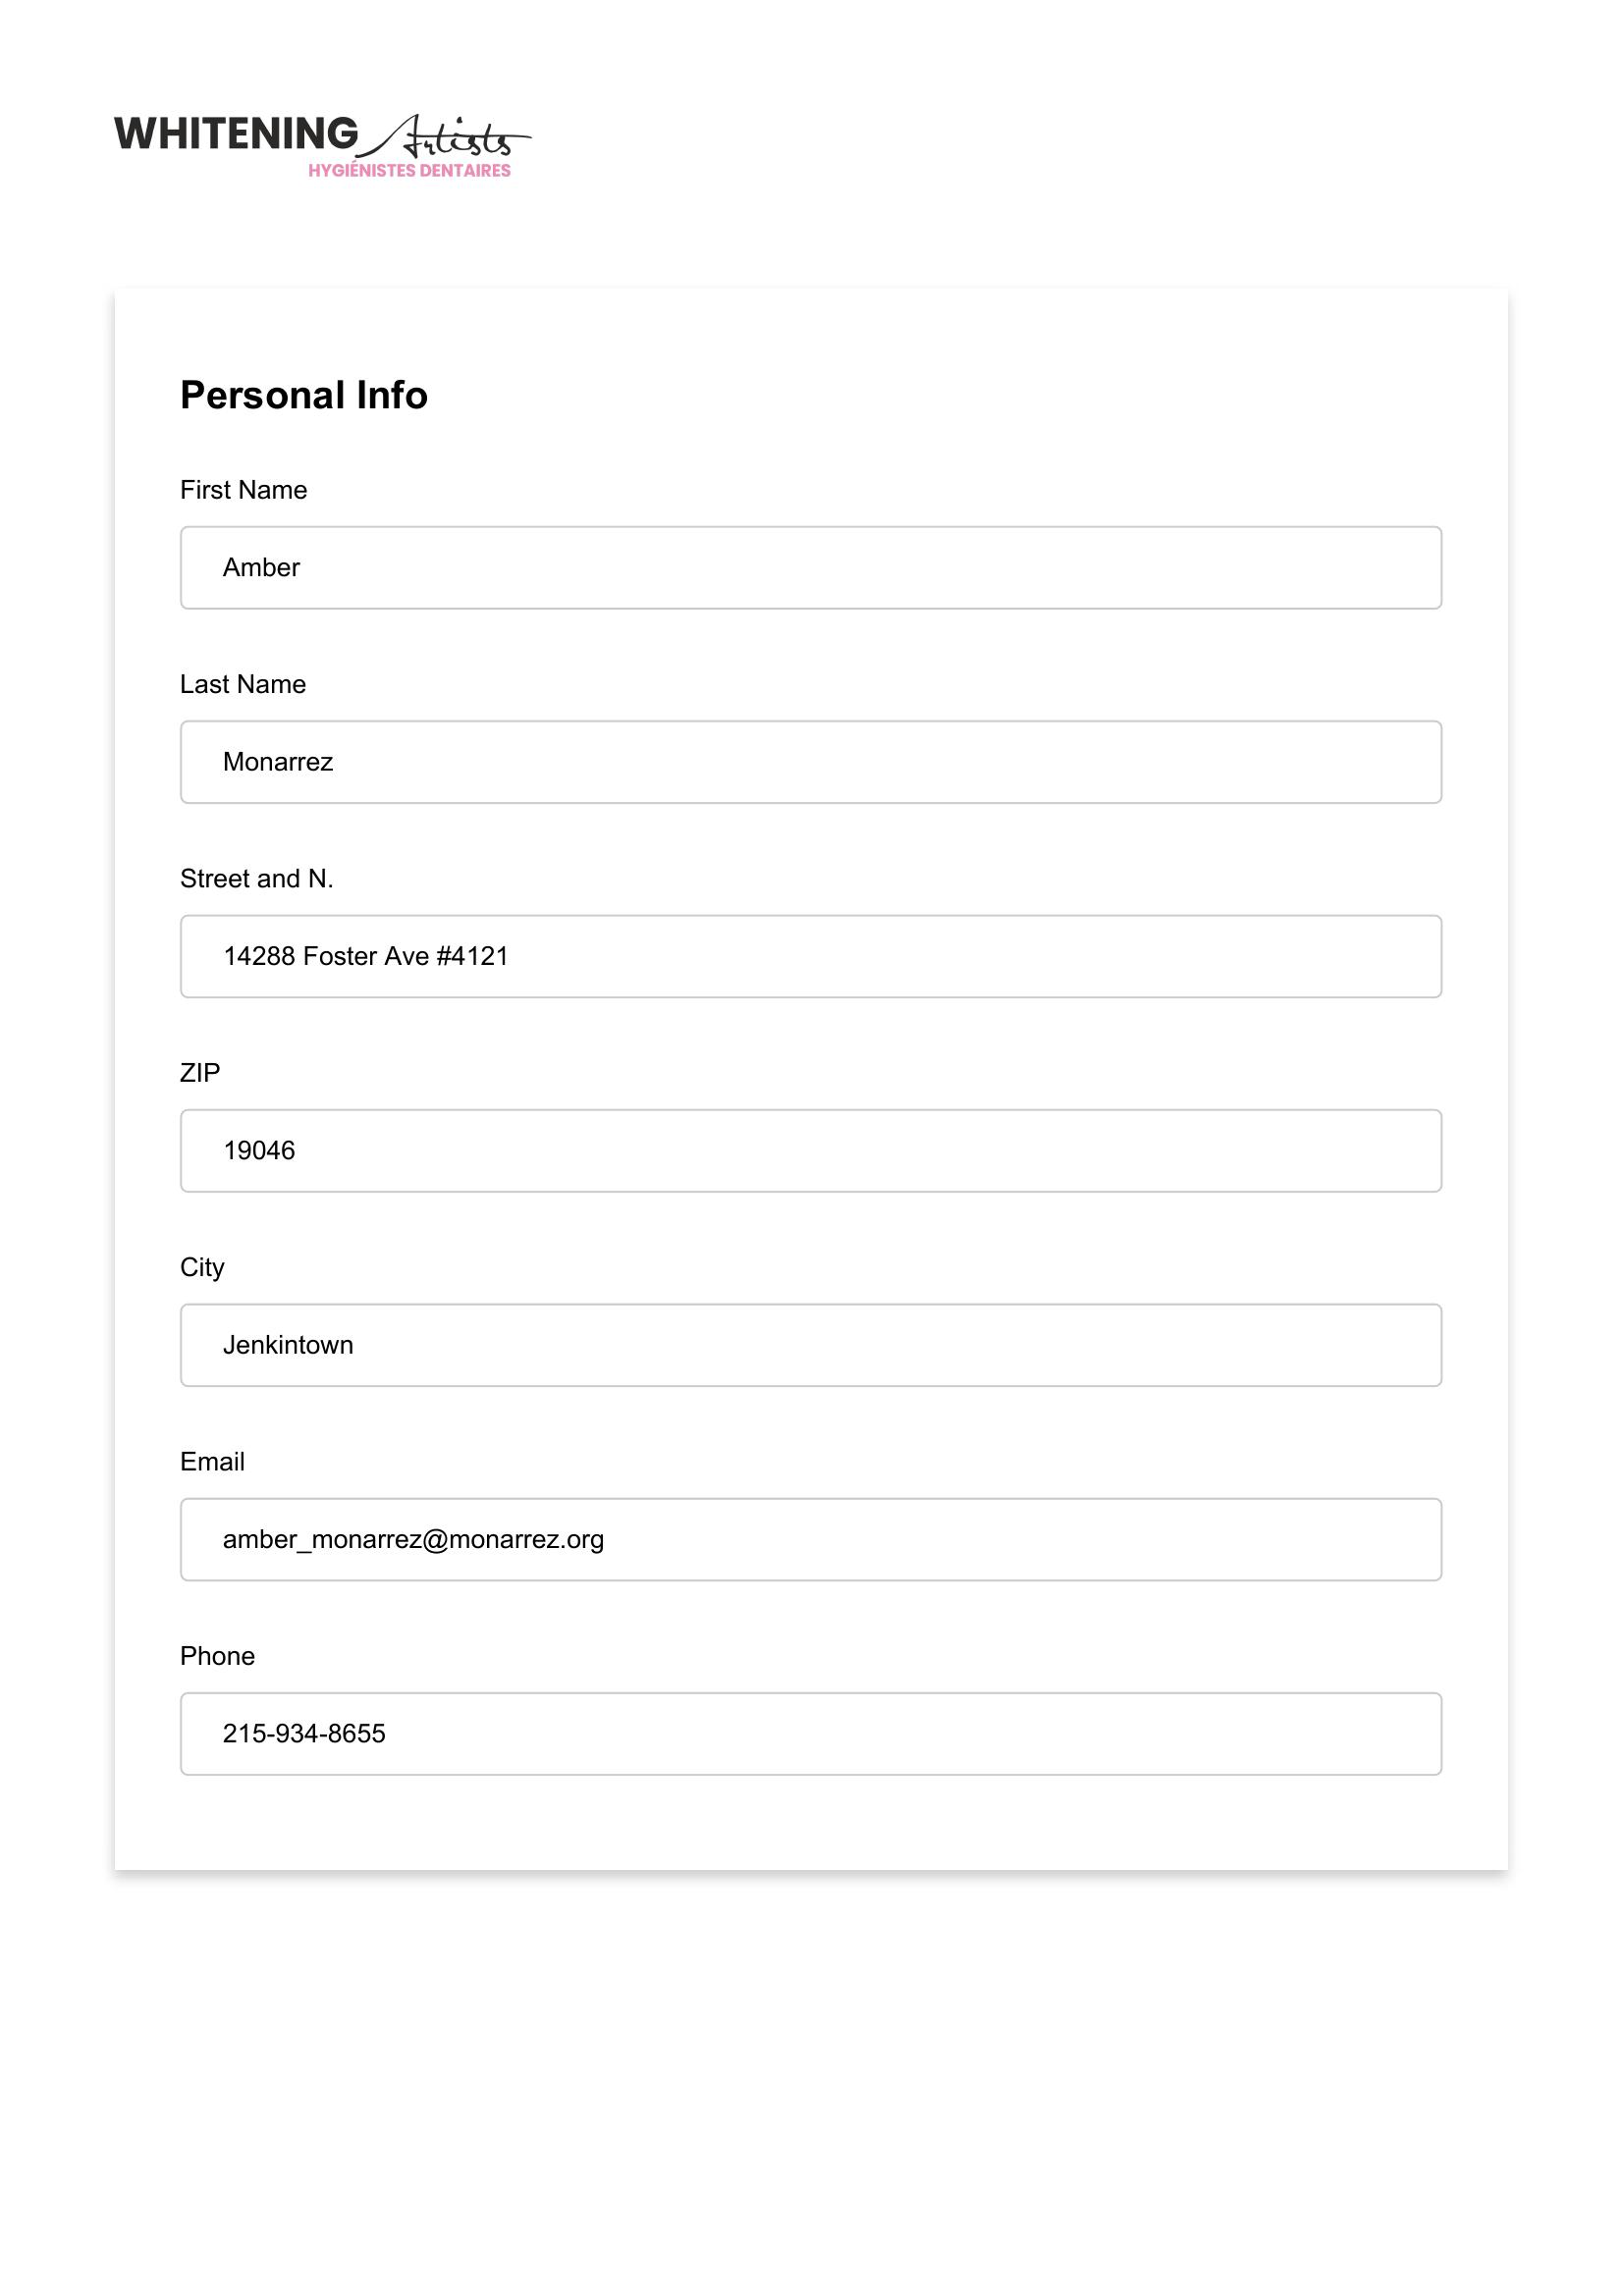 WHITENING Artists
HYGIÉNISTES DENTAIRES
Personal Info
First Name
Amber
Last Name
Monarrez
Street and N.
14288 Foster Ave #4121
ZIP
19046
City
Jenkintown
Email
amber_monarrez@monarrez.org
Phone
215-934-8655